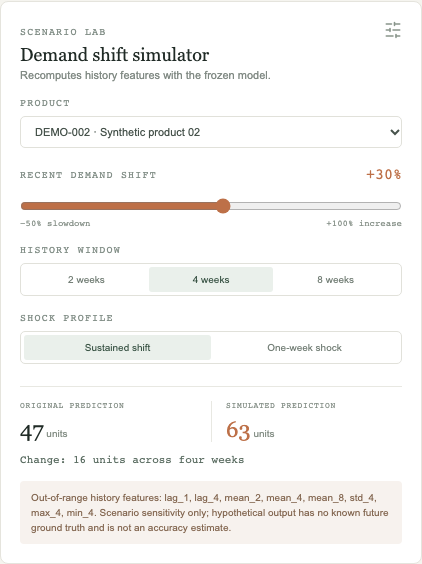 SCENARIO LAB
Demand shift simulator
Recomputes history features with the frozen model.
PRODUCT
DEMO-002 · Synthetic product 02
RECENT DEMAND SHIFT +30%
−50% slowdown +100% increase
HISTORY WINDOW
2 weeks 4 weeks 8 weeks
SHOCK PROFILE
Sustained shift One-week shock
ORIGINAL PREDICTION SIMULATED PREDICTION
47 units 63 units
Change: 16 units across four weeks
Out-of-range history features: lag_1, lag_4, mean_2, mean_4, mean_8, std_4,
max_4, min_4. Scenario sensitivity only; hypothetical output has no known future
ground truth and is not an accuracy estimate.